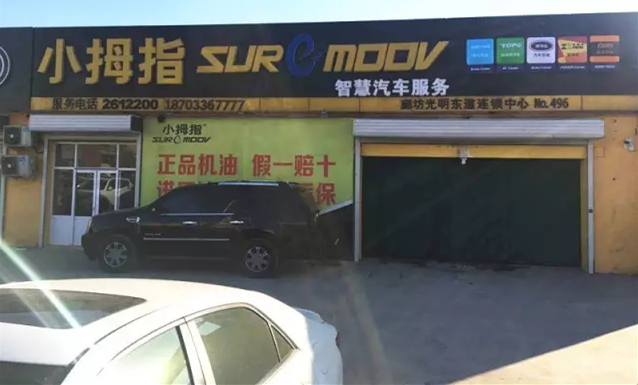 小拇指 SUREMOOV
智慧汽车服务
服务电话 2612200 18703367777
廊坊光明东道连锁中心 No.496
小拇指
SUREMOOV
正品机油 假一赔十
保